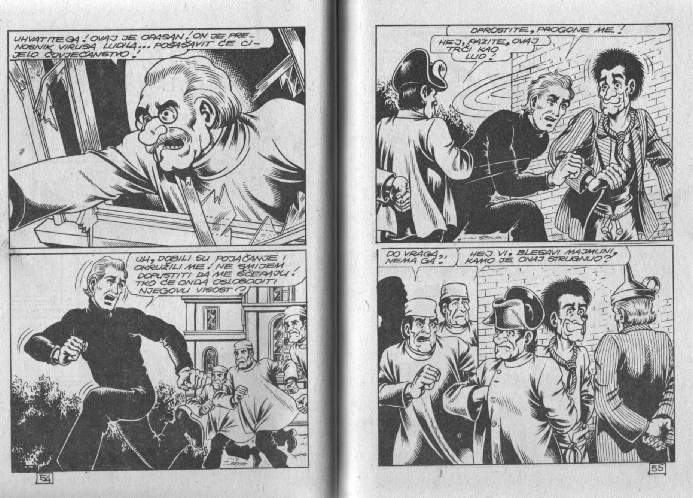 UHVATITE GA! OVAJ JE OPASAN! ON JE PRE-
NOSNIK VIRUSA LUDILA... POŠAŠAVIT ĆE CI-
JELO ČOVJEČANSTVO!
UH, DOBILI SU POJAČANJE
OKRUŽILI ME! NE SMIJEM
DOPUSTITI DA ME ŠČEPAJU!
TKO ĆE ONDA OSLOBODITI
NJEGOVU VISOST?
54
OPROSTITE, PROGONE ME!
HEJ, PAZITE, OVAJ
TRČI KAO
LUD!
DO VRAGA,
NEMA GA!
HEJ VI, BLESAVI MAJMUNI,
KAMO JE ONAJ STRUGNUO?
55